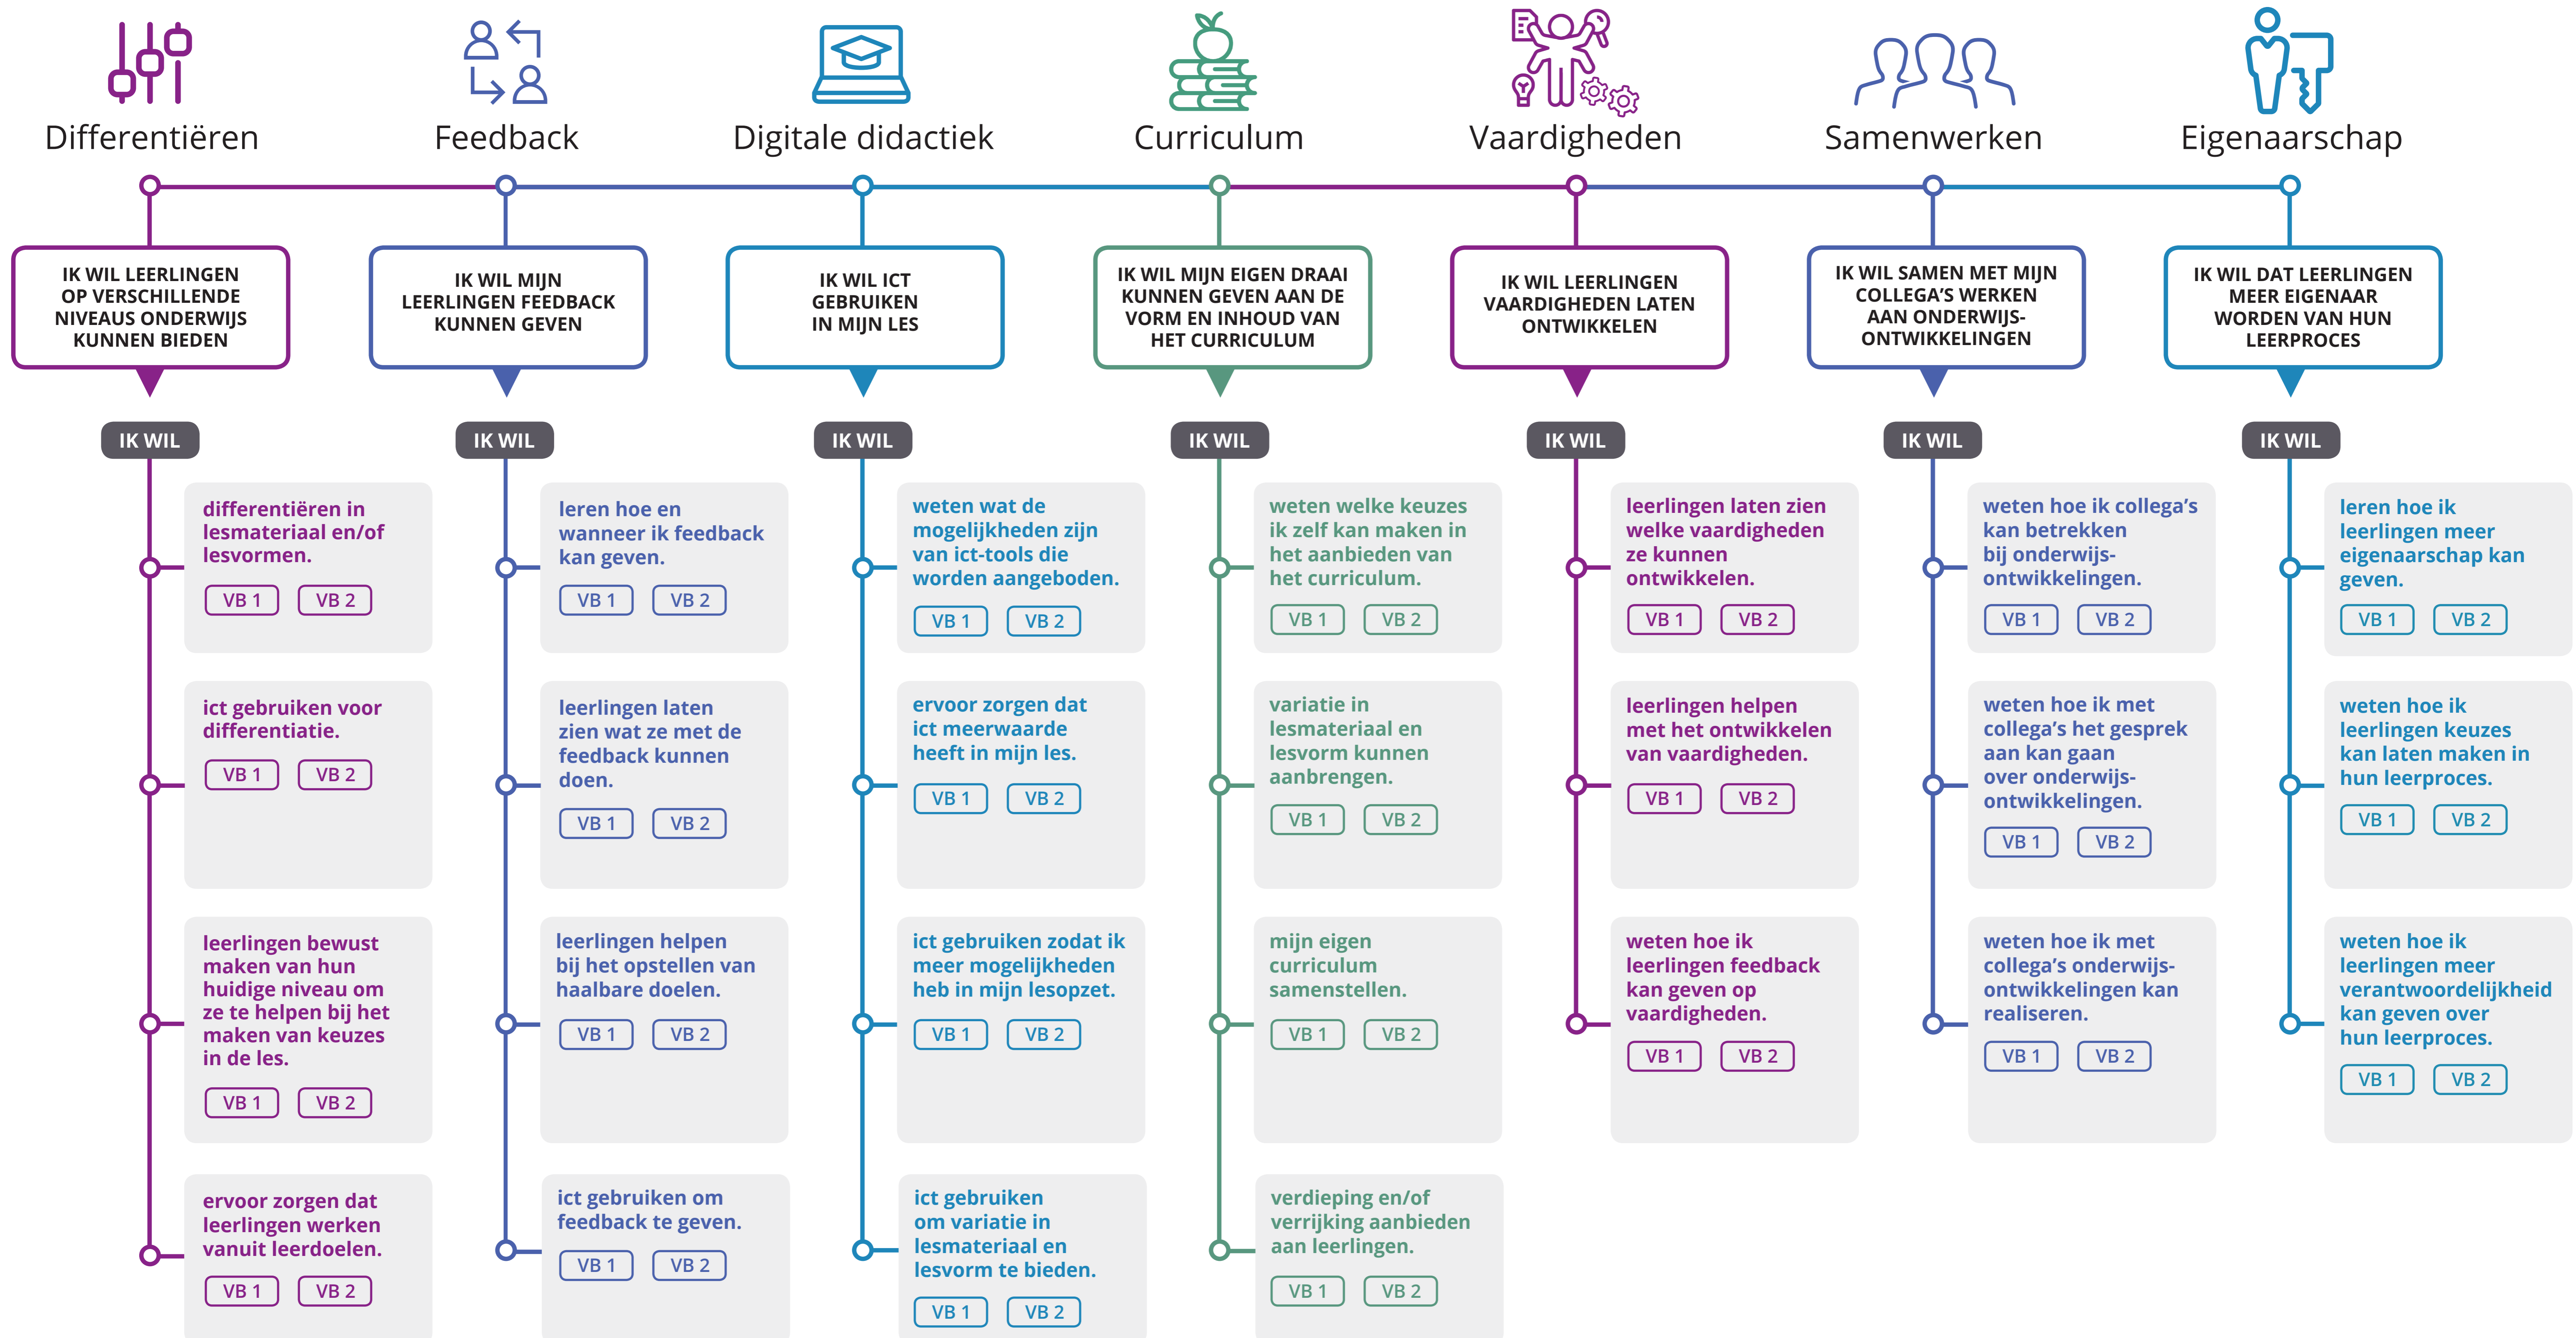 Differentiëren
Feedback
Digitale didactiek
Curriculum
Vaardigheden
Samenwerken
Eigenaarschap
IK WIL LEERLINGEN
OP VERSCHILLENDE
NIVEAUS ONDERWIJS
KUNNEN BIEDEN
IK WIL
differentiëren in
lesmateriaal en/of
lesvormen.
VB 1 VB 2
ict gebruiken voor
differentiatie.
VB 1 VB 2
leerlingen bewust
maken van hun
huidige niveau om
ze te helpen bij het
maken van keuzes
in de les.
VB 1 VB 2
ervoor zorgen dat
leerlingen werken
vanuit leerdoelen.
VB 1 VB 2
IK WIL MIJN
LEERLINGEN FEEDBACK
KUNNEN GEVEN
IK WIL
leren hoe en
wanneer ik feedback
kan geven.
VB 1 VB 2
leerlingen laten
zien wat ze met de
feedback kunnen
doen.
VB 1 VB 2
leerlingen helpen
bij het opstellen van
haalbare doelen.
VB 1 VB 2
ict gebruiken om
feedback te geven.
VB 1 VB 2
IK WIL ICT
GEBRUIKEN
IN MIJN LES
IK WIL
weten wat de
mogelijkheden zijn
van ict-tools die
worden aangeboden.
VB 1 VB 2
ervoor zorgen dat
ict meerwaarde
heeft in mijn les.
VB 1 VB 2
ict gebruiken zodat ik
meer mogelijkheden
heb in mijn lesopzet.
VB 1 VB 2
ict gebruiken
om variatie in
lesmateriaal en
lesvorm te bieden.
VB 1 VB 2
IK WIL MIJN EIGEN DRAAI
KUNNEN GEVEN AAN DE
VORM EN INHOUD VAN
HET CURRICULUM
IK WIL
weten welke keuzes
ik zelf kan maken in
het aanbieden van
het curriculum.
VB 1 VB 2
variatie in
lesmateriaal en
lesvorm kunnen
aanbrengen.
VB 1 VB 2
mijn eigen
curriculum
samenstellen.
VB 1 VB 2
verdieping en/of
verrijking aanbieden
aan leerlingen.
VB 1 VB 2
IK WIL LEERLINGEN
VAARDIGHEDEN LATEN
ONTWIKKELEN
IK WIL
leerlingen laten zien
welke vaardigheden
ze kunnen
ontwikkelen.
VB 1 VB 2
leerlingen helpen
met het ontwikkelen
van vaardigheden.
VB 1 VB 2
weten hoe ik
leerlingen feedback
kan geven op
vaardigheden.
VB 1 VB 2
IK WIL SAMEN MET MIJN
COLLEGA’S WERKEN
AAN ONDERWIJS-
ONTWIKKELINGEN
IK WIL
weten hoe ik collega’s
kan betrekken
bij onderwijs-
ontwikkelingen.
VB 1 VB 2
weten hoe ik met
collega’s het gesprek
aan kan gaan
over onderwijs-
ontwikkelingen.
VB 1 VB 2
weten hoe ik met
collega’s onderwijs-
ontwikkelingen kan
realiseren.
VB 1 VB 2
IK WIL DAT LEERLINGEN
MEER EIGENAAR
WORDEN VAN HUN
LEERPROCES
IK WIL
leren hoe ik
leerlingen meer
eigenaarschap kan
geven.
VB 1 VB 2
weten hoe ik
leerlingen keuzes
kan laten maken in
hun leerproces.
VB 1 VB 2
weten hoe ik
leerlingen meer
verantwoordelijkheid
kan geven over
hun leerproces.
VB 1 VB 2